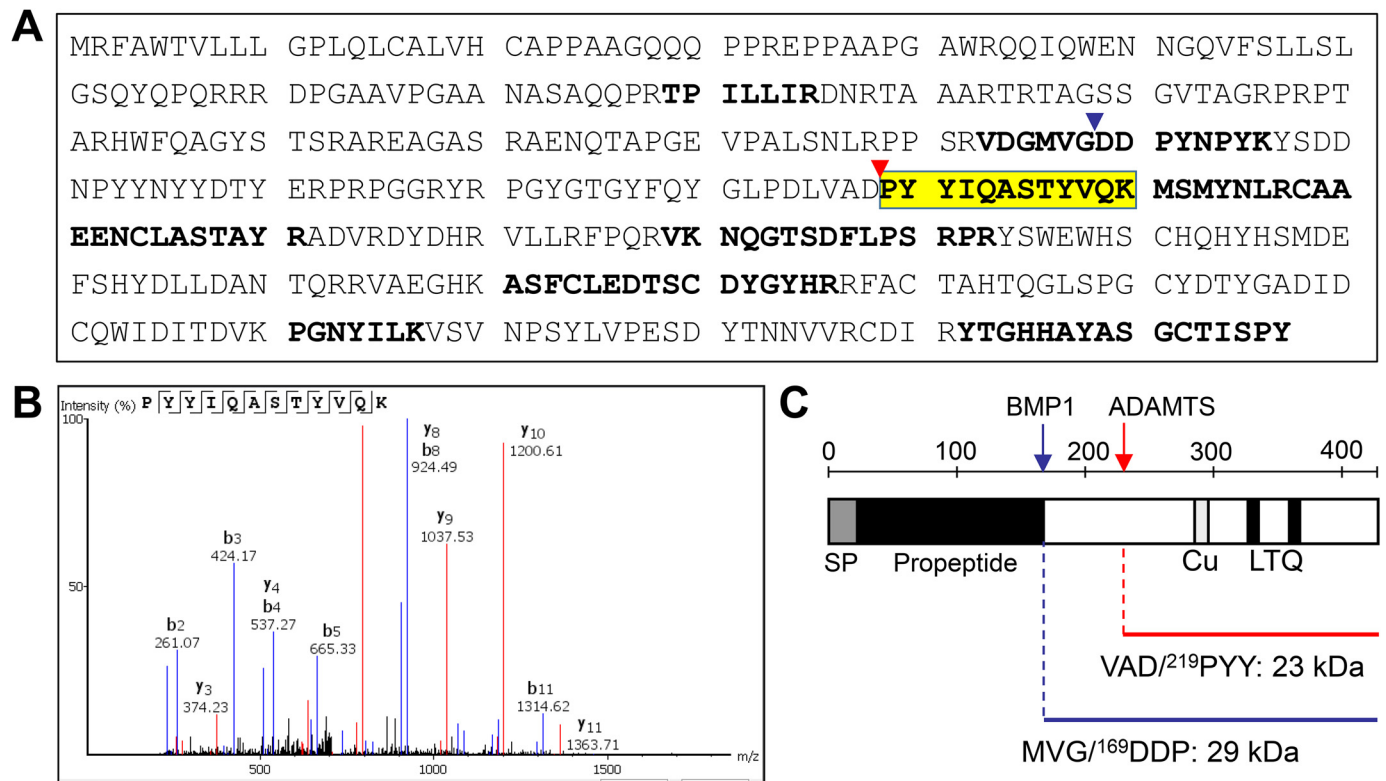 A
MRFAWTVLLL GPLQLCALVH CAPPAAGQQQ PPREPPAAPG AWRQQIQWEN NGQVFSLLSL
GSQYQPQRRR DPGAAVPGAA NASAQQPRTP ILLIRDNRTA AARTRTAGSS GVTAGRPRPT
ARHWFQAGYS TSRAREAGAS RAENQTAPGE VPALSNLRPP SRVDGMVGDD PYNPYKYSDD
NPYYNYYDTY ERPRPGGRYR PGYGTGYFQY GLPDLVADPY YIQASTYVQK MSMYNLRCAA
EENCLASTAY RADVRDYDHR VLLRFPQRVK NQGTSDFLPS RPRYSWEWHS CHQHYHSMDE
FSHYDLLDAN TQRRVAEGHK ASFCLEDTSC DYGYHRRFAC TAHTQGLSPG CYDTYGADID
CQWIDITDVK PGNYILKVSV NPSYLVPESD YTNNVVRCDI RYTGHHAYAS GCTISPY
B
Intensity (%) P Y Y I Q A S T Y V Q K
100
50
b2
261.07
y3
374.23
b3
424.17
y4
b4
537.27
b5
665.33
y8
b8
924.49
y9
1037.53
y10
1200.61
b11
1314.62
y11
1363.71
500 1000 1500 m/z
C
BMP1 ADAMTS
0 100 200 300 400
SP Propeptide Cu LTQ
VAD/219PYY: 23 kDa
MVG/169DDP: 29 kDa